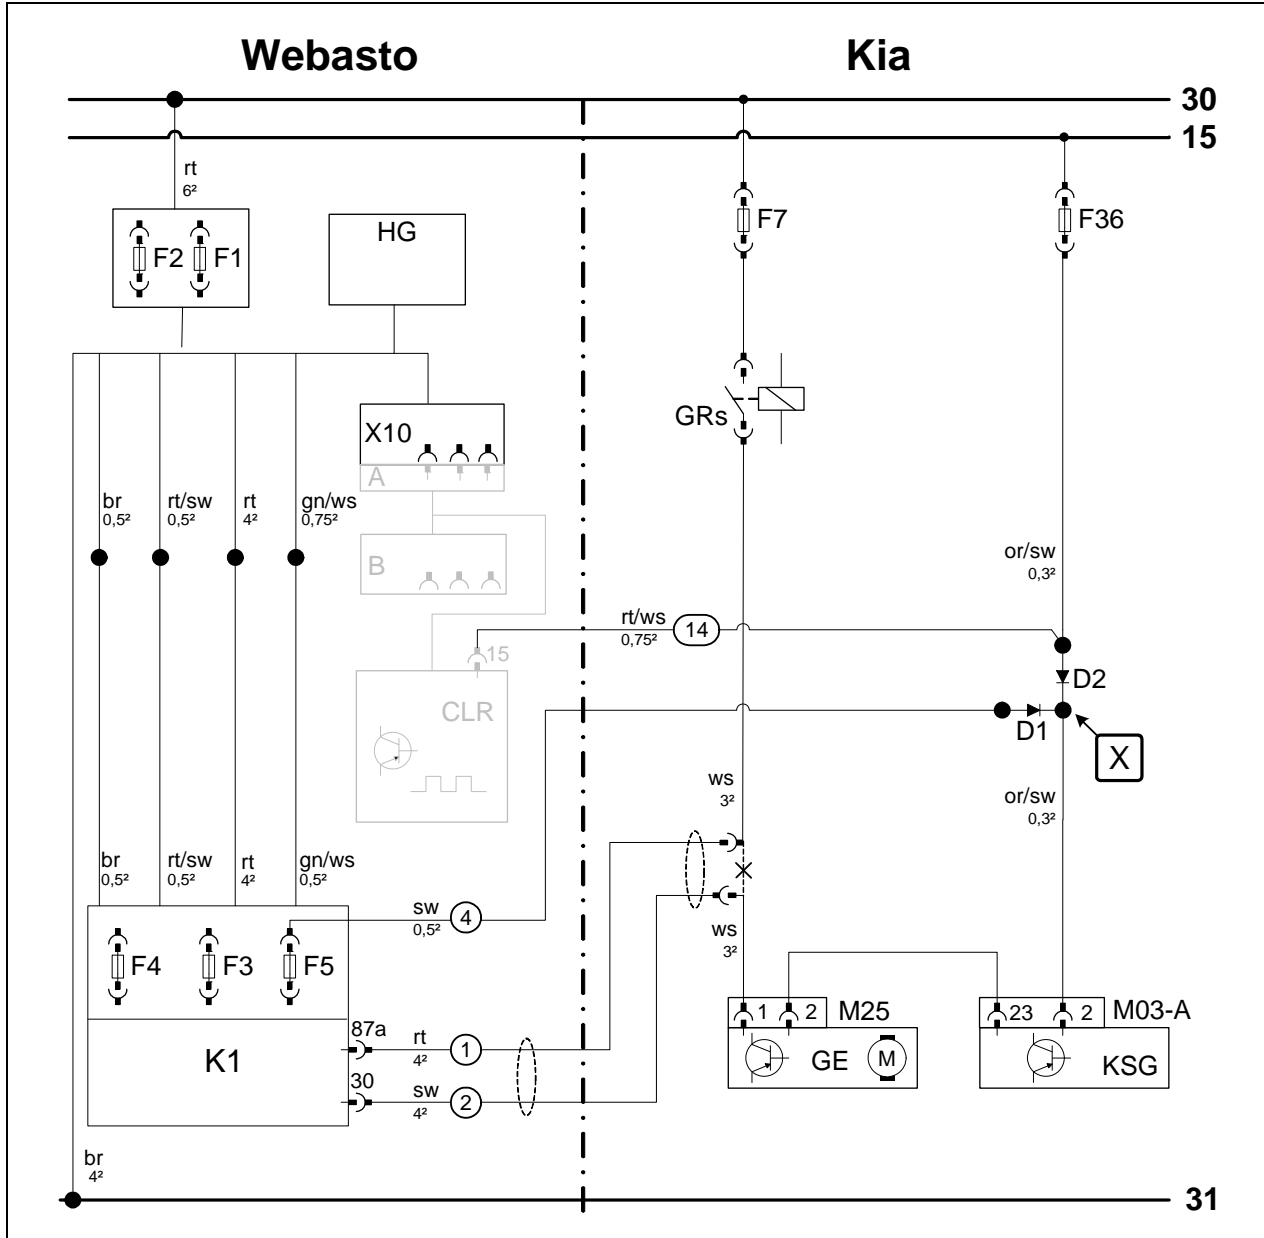 Webasto
Kia
30
15
rt
6²
F2
F1
HG
F7
F36
X10
A
GRs
br
0,5²
rt/sw
0,5²
rt
4²
gn/ws
0,75²
B
or/sw
0,3²
rt/ws
0,75²
14
15
D2
CLR
D1
X
ws
3²
or/sw
0,3²
br
0,5²
rt/sw
0,5²
rt
4²
gn/ws
0,5²
sw
0,5²
4
ws
3²
F4
F3
F5
1
2
M25
23
2
M03-A
87a
rt
4²
1
K1
GE
M
KSG
30
sw
4²
2
br
4²
31